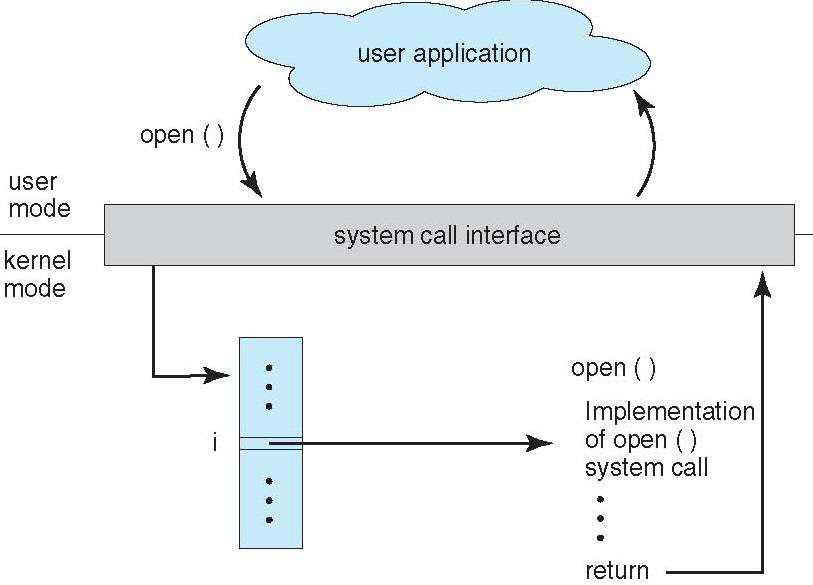 user application
open ( )
user
mode
system call interface
kernel
mode
open ( )
i
Implementation
of open ( )
system call
return